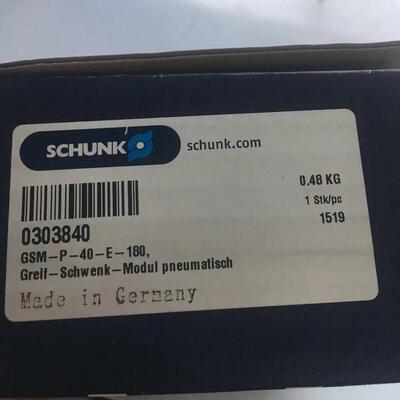 SCHUNK
schunk.com
0.48 KG
1 Stk/pc
1519
0303840
GSM-P-40-E-180,
Greif-Schwenk-Modul pneumatisch
Made in Germany